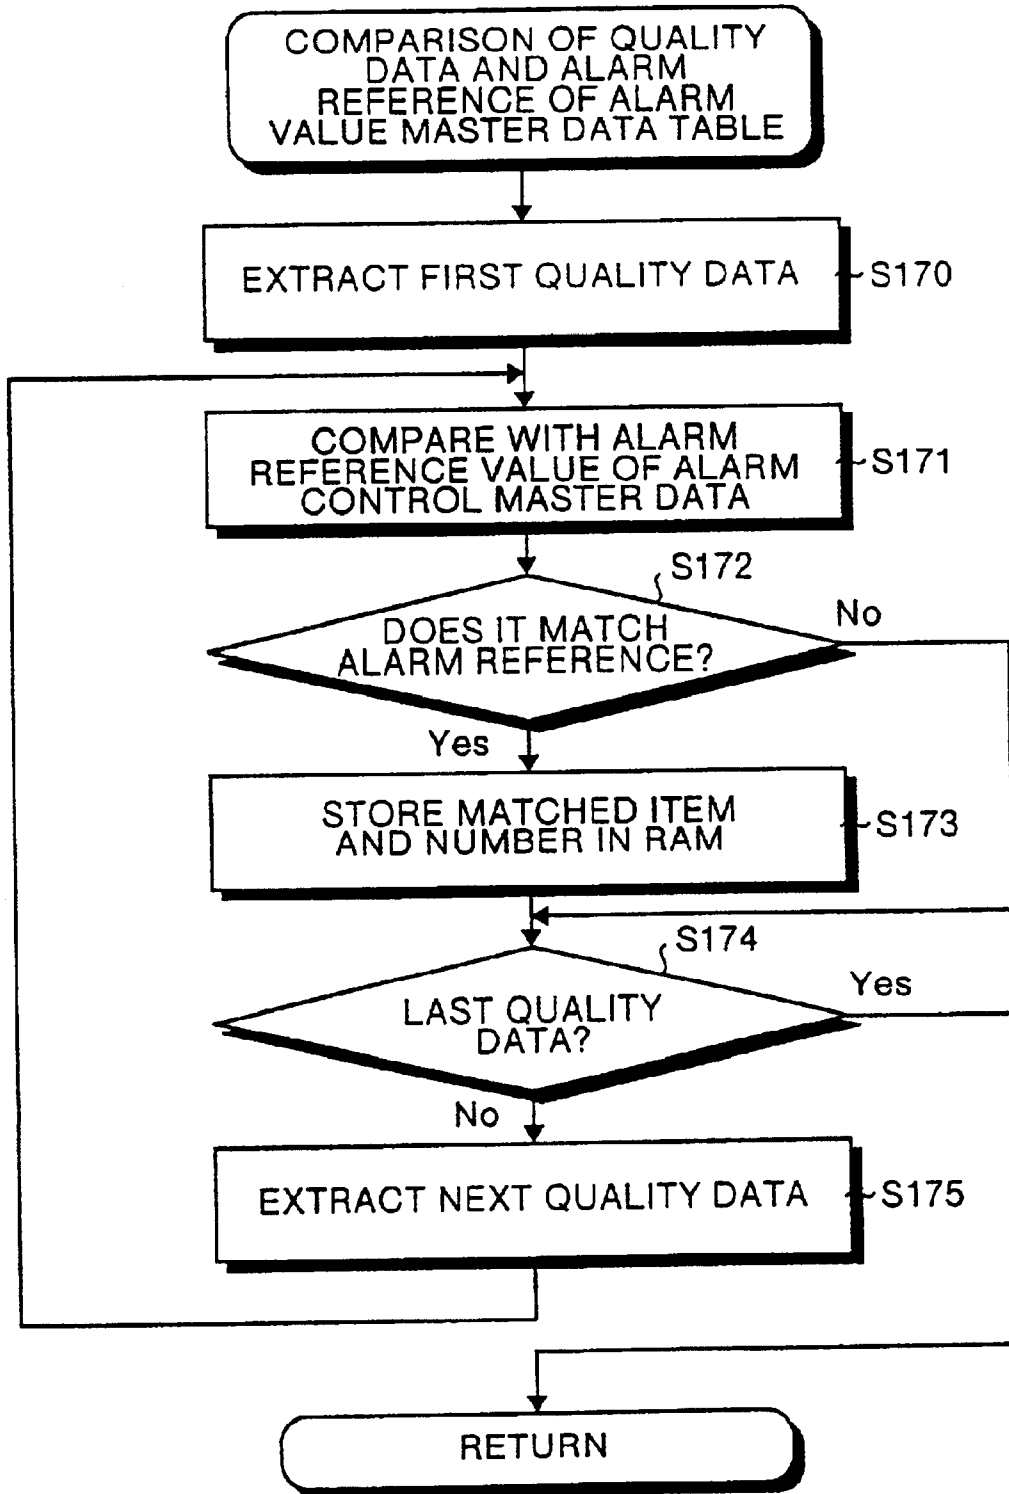 COMPARISON OF QUALITY
DATA AND ALARM
REFERENCE OF ALARM
VALUE MASTER DATA TABLE
EXTRACT FIRST QUALITY DATA
S170
COMPARE WITH ALARM
REFERENCE VALUE OF ALARM
CONTROL MASTER DATA
S171
S172
DOES IT MATCH
ALARM REFERENCE?
No
Yes
STORE MATCHED ITEM
AND NUMBER IN RAM
S173
S174
LAST QUALITY
DATA?
Yes
No
EXTRACT NEXT QUALITY DATA
S175
RETURN